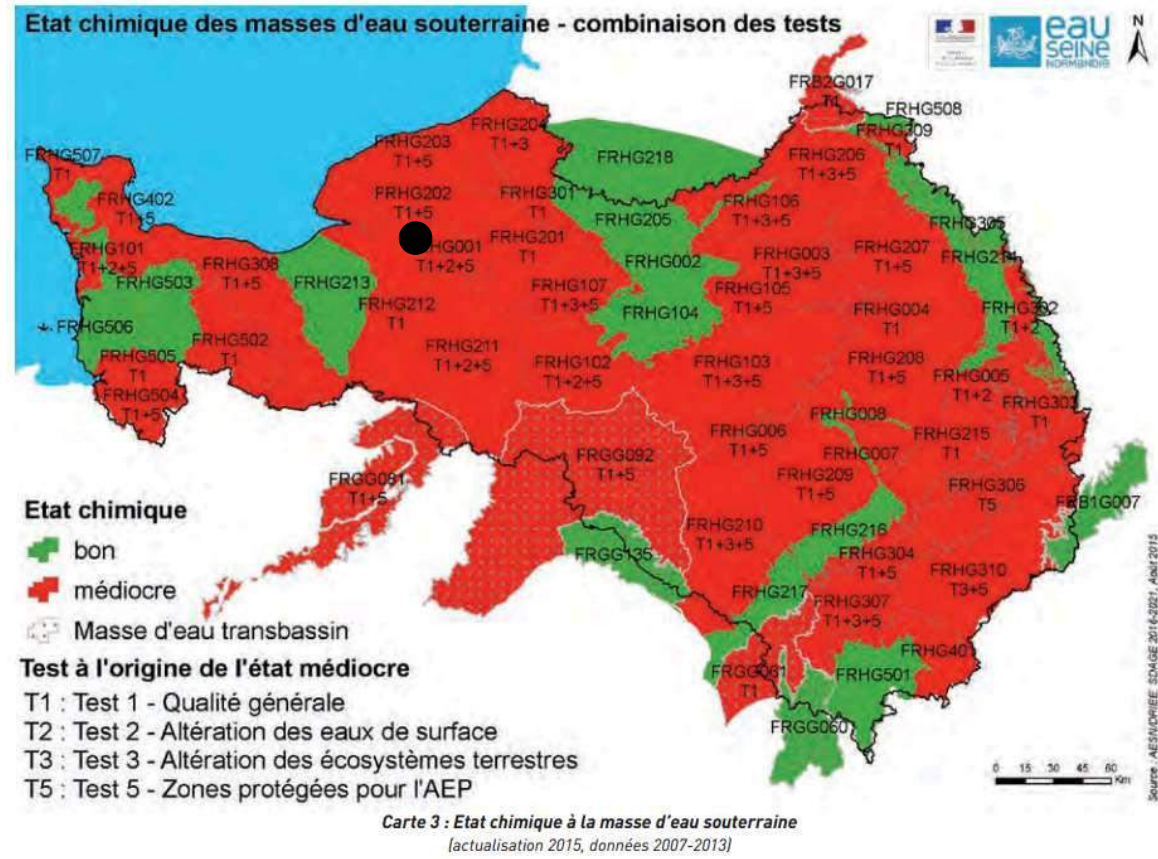 Etat chimique des masses d'eau souterraine - combinaison des tests
eau
SEINE
NORMANDIE
N
FRB2G017
T1
FRHG508
FRHG309
T1
FRHG204
T1+3
FRHG203
T1+5
FRHG218
FRHG206
T1+3+5
FRHG507
T1
FRHG402
T1+5
FRHG202
T1+5
FRHG301
T1
FRHG106
T1+3+5
FRHG205
FRHG305
FRHG101
T1+2+5
HG001
T1+2+5
FRHG201
T1
FRHG003
T1+3+5
FRHG207
T1+5
FRHG214
FRHG308
T1+5
FRHG002
FRHG503
FRHG213
FRHG107
T1+3+5
FRHG105
T1+5
FRHG212
T1
FRHG104
FRHG004
T1
FRHG302
T1+2
FRHG506
FRHG502
T1
FRHG211
T1+2+5
FRHG505
T1
FRHG102
T1+2+5
FRHG103
T1+3+5
FRHG208
T1+5
FRHG005
T1+2
FRHG504
T1+5
FRHG303
T1
FRHG008
FRHG006
T1+5
FRHG215
T1
FRGG092
T1+5
FRHG007
FRGG081
T1+5
FRHG209
T1+5
FRHG306
T5
FRB1G007
FRHG210
T1+3+5
FRHG216
FRGG135
FRHG304
T1+5
FRHG310
T3+5
FRHG217
FRHG307
T1+3+5
FRHG401
FRGG061
T1
FRHG501
FRGG060
Etat chimique
bon
médiocre
Masse d'eau transbassin
Test à l'origine de l'état médiocre
T1 : Test 1 - Qualité générale
T2 : Test 2 - Altération des eaux de surface
T3 : Test 3 - Altération des écosystèmes terrestres
T5 : Test 5 - Zones protégées pour l'AEP
0 15 30 45 60
Km
Source : AESN/DRIEE SDAGE 2016-2021, Août 2015
Carte 3 : Etat chimique à la masse d'eau souterraine
(actualisation 2015, données 2007-2013)